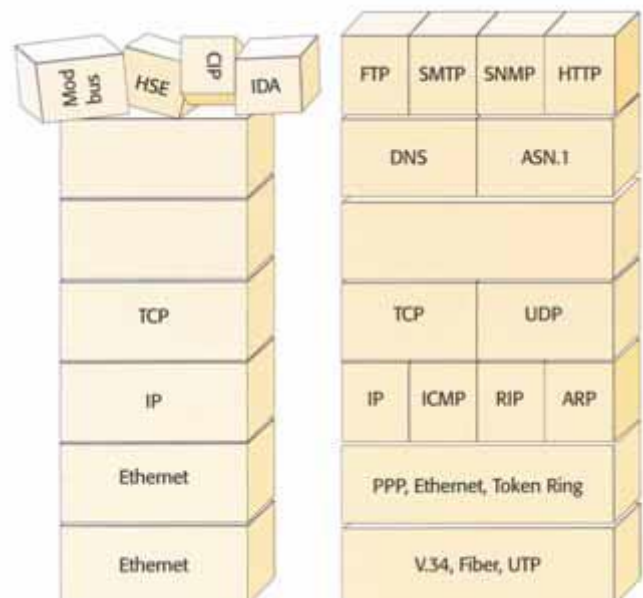 Mod
bus
HSE
CIP
IDA
TCP
IP
Ethernet
Ethernet
FTP SMTP SNMP HTTP
DNS ASN.1
TCP UDP
IP ICMP RIP ARP
PPP, Ethernet, Token Ring
V.34, Fiber, UTP